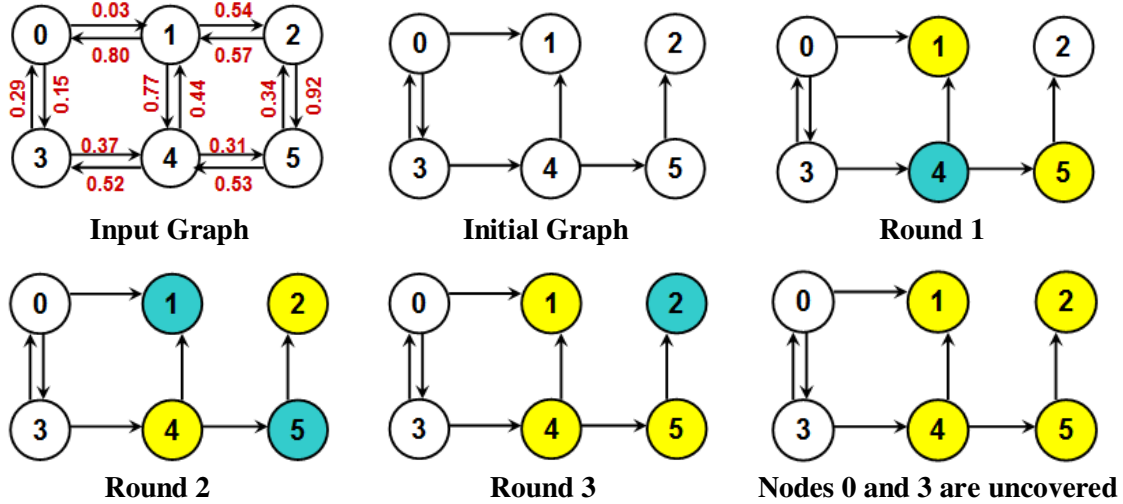 0 0.03 1 0.54 2
0.80 0.57
0.29 0.15 0.77 0.44 0.34 0.92
3 0.37 4 0.31 5
0.52 0.53
Input Graph
0 1 2
3 4 5
Initial Graph
0 1 2
3 4 5
Round 1
0 1 2
3 4 5
Round 2
0 1 2
3 4 5
Round 3
0 1 2
3 4 5
Nodes 0 and 3 are uncovered